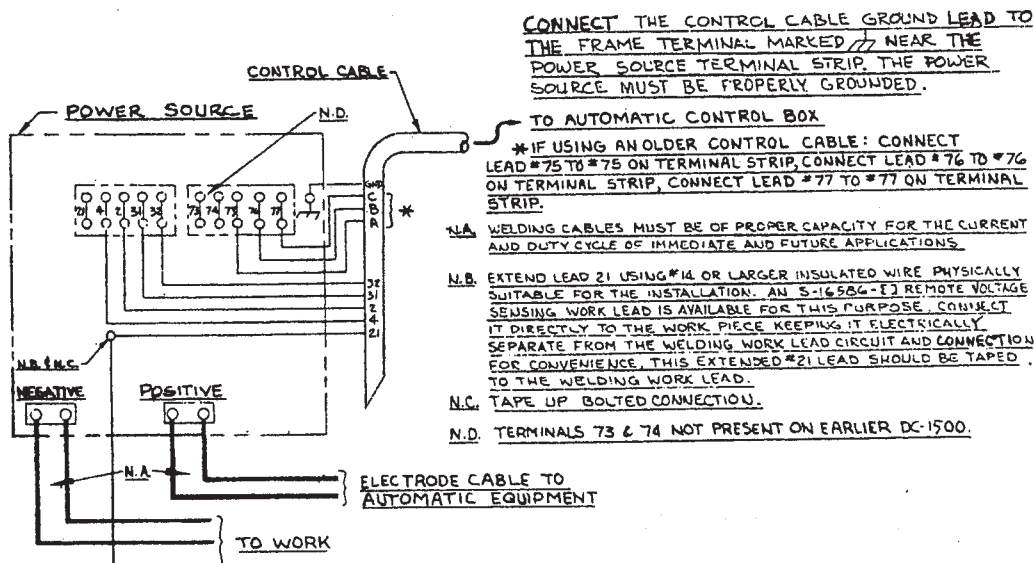 CONNECT THE CONTROL CABLE GROUND LEAD TO
THE FRAME TERMINAL MARKED NEAR THE
POWER SOURCE TERMINAL STRIP. THE POWER
SOURCE MUST BE PROPERLY GROUNDED.
CONTROL CABLE
POWER SOURCE
N.D.
TO AUTOMATIC CONTROL BOX
* IF USING AN OLDER CONTROL CABLE: CONNECT
LEAD #75 TO #75 ON TERMINAL STRIP, CONNECT LEAD #76 TO #76
ON TERMINAL STRIP, CONNECT LEAD #77 TO #77 ON TERMINAL
STRIP.
21 4 2 31 32
73 74 75 76 77
GND
C
B
A
*
32
31
2
4
21
N.A. WELDING CABLES MUST BE OF PROPER CAPACITY FOR THE CURRENT
AND DUTY CYCLE OF IMMEDIATE AND FUTURE APPLICATIONS
N.B. EXTEND LEAD 21 USING #14 OR LARGER INSULATED WIRE PHYSICALLY
SUITABLE FOR THE INSTALLATION. AN S-16586-[] REMOTE VOLTAGE
SENSING WORK LEAD IS AVAILABLE FOR THIS PURPOSE. CONNECT
IT DIRECTLY TO THE WORK PIECE KEEPING IT ELECTRICALLY
SEPARATE FROM THE WELDING WORK LEAD CIRCUIT AND CONNECTION
FOR CONVENIENCE, THIS EXTENDED #21 LEAD SHOULD BE TAPED
TO THE WELDING WORK LEAD.
N.C. TAPE UP BOLTED CONNECTION.
N.D. TERMINALS 73 & 74 NOT PRESENT ON EARLIER DC-1500.
N.B. & N.C.
NEGATIVE
POSITIVE
N.A.
ELECTRODE CABLE TO
AUTOMATIC EQUIPMENT
TO WORK